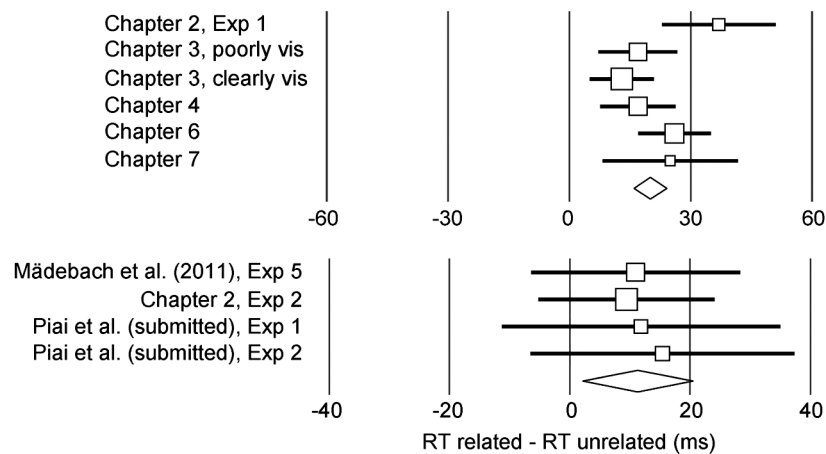 Chapter 2, Exp 1
Chapter 3, poorly vis
Chapter 3, clearly vis
Chapter 4
Chapter 6
Chapter 7
-60 -30 0 30 60
Mädebach et al. (2011), Exp 5
Chapter 2, Exp 2
Piai et al. (submitted), Exp 1
Piai et al. (submitted), Exp 2
-40 -20 0 20 40
RT related - RT unrelated (ms)